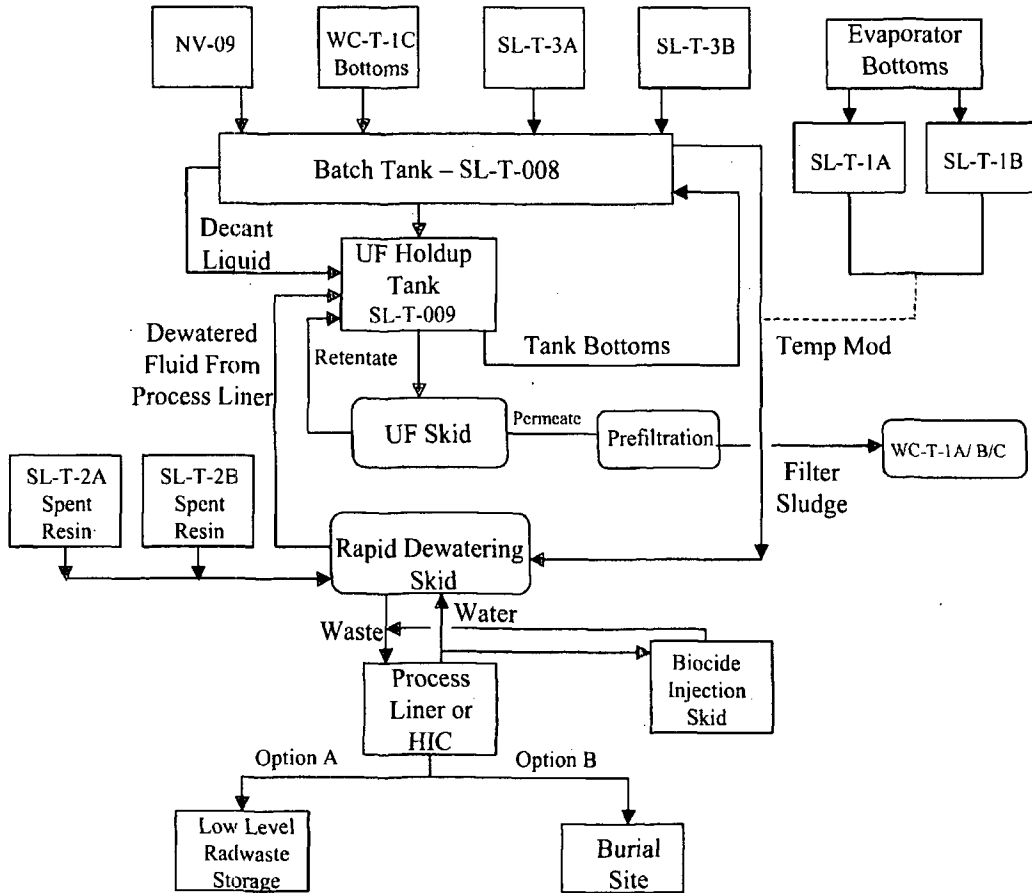 NV-09
WC-T-1C
Bottoms
SL-T-3A
SL-T-3B
Evaporator
Bottoms
SL-T-1A
SL-T-1B
Batch Tank – SL-T-008
Decant
Liquid
UF Holdup
Tank
SL-T-009
Dewatered
Fluid From
Process Liner
Retentate
Tank Bottoms
Temp Mod
UF Skid
Permeate
Prefiltration
WC-T-1A/ B/C
Filter
Sludge
SL-T-2A
Spent
Resin
SL-T-2B
Spent
Resin
Rapid Dewatering
Skid
Waste
Water
Process
Liner or
HIC
Biocide
Injection
Skid
Option A
Option B
Low Level
Radwaste
Storage
Burial
Site